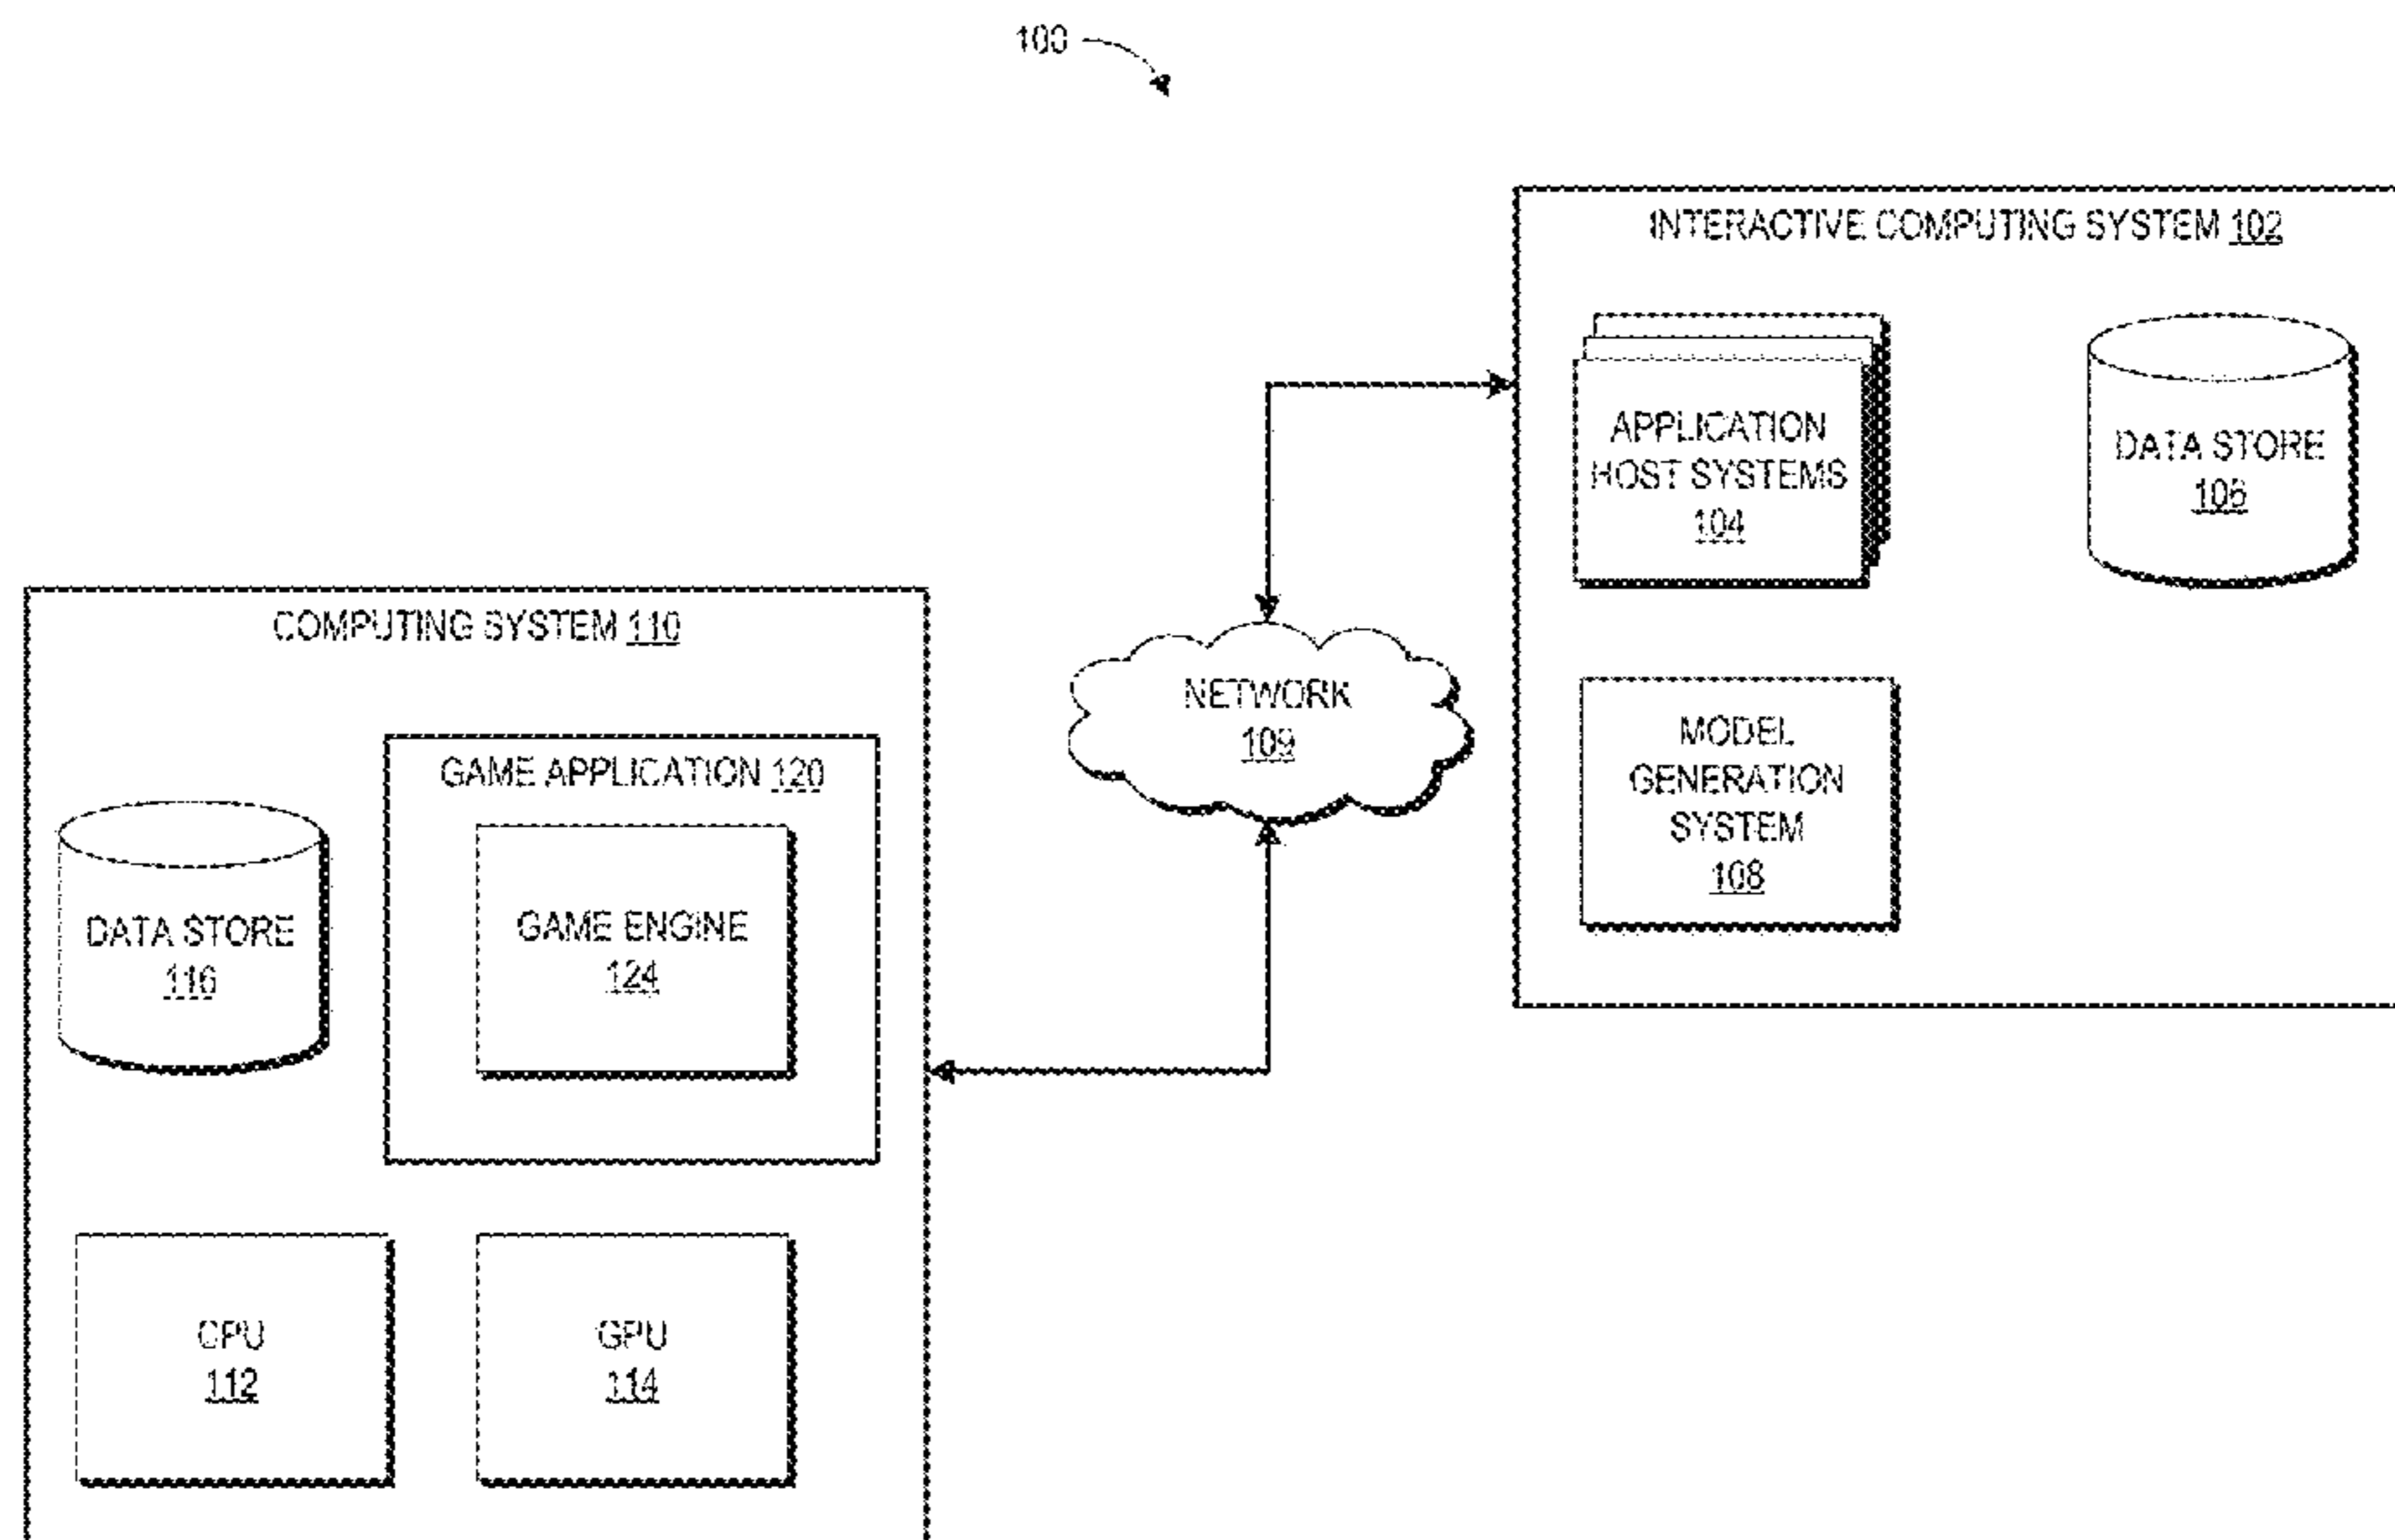 100
INTERACTIVE COMPUTING SYSTEM 102
APPLICATION
HOST SYSTEMS
104
DATA STORE
106
MODEL
GENERATION
SYSTEM
108
NETWORK
109
COMPUTING SYSTEM 110
GAME APPLICATION 120
GAME ENGINE
124
DATA STORE
116
CPU
112
GPU
114